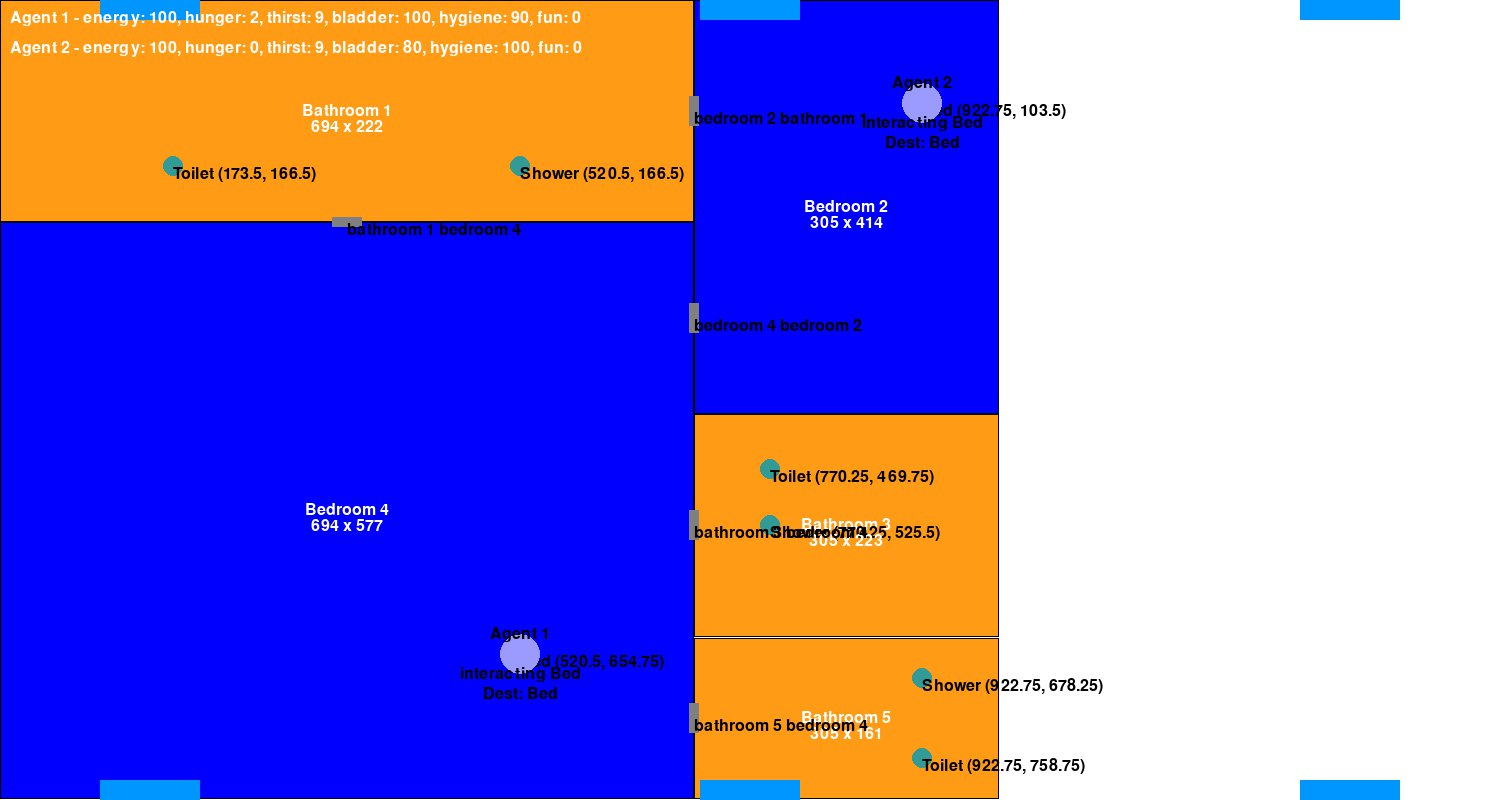 Agent 1 - energy: 100, hunger: 2, thirst: 9, bladder: 100, hygiene: 90, fun: 0
Agent 2 - energy: 100, hunger: 0, thirst: 9, bladder: 80, hygiene: 100, fun: 0
Agent 2
(922.75, 103.5)
Bathroom 1
694 x 222
bedroom 2 bathroom 1
Interacting Bed
Dest: Bed
Toilet (173.5, 166.5)
Shower (520.5, 166.5)
Bedroom 2
305 x 414
bathroom 1 bedroom 4
bedroom 4 bedroom 2
Toilet (770.25, 469.75)
Bedroom 4
694 x 577
Bathroom 3
305 x 223
bathroom 3 bedroom 4
Shower (770.25, 525.5)
Agent 1
(520.5, 654.75)
Interacting Bed
Dest: Bed
Shower (922.75, 678.25)
Bathroom 5
305 x 161
bathroom 5 bedroom 4
Toilet (922.75, 758.75)